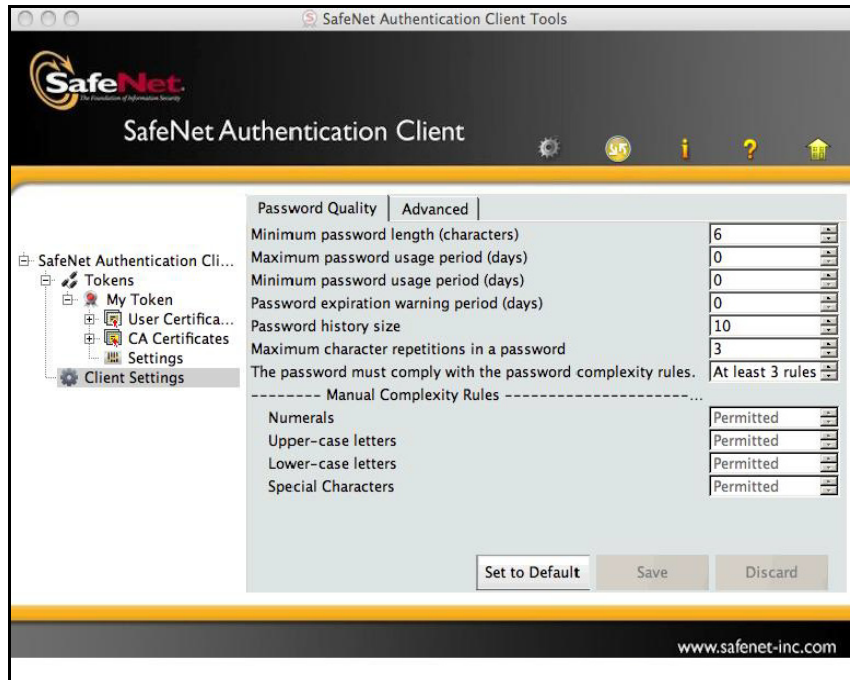 SafeNet Authentication Client Tools
SafeNet.
The Foundation of Information Security
SafeNet Authentication Client
Password Quality
Advanced
Minimum password length (characters) 6
SafeNet Authentication Cli... Maximum password usage period (days) 0
Tokens Minimum password usage period (days) 0
My Token Password expiration warning period (days) 0
User Certifica... Password history size 10
CA Certificates Maximum character repetitions in a password 3
Settings
Client Settings The password must comply with the password complexity rules. At least 3 rules
-------- Manual Complexity Rules ---------------------...
Numerals Permitted
Upper-case letters Permitted
Lower-case letters Permitted
Special Characters Permitted
Set to Default Save Discard
www.safenet-inc.com